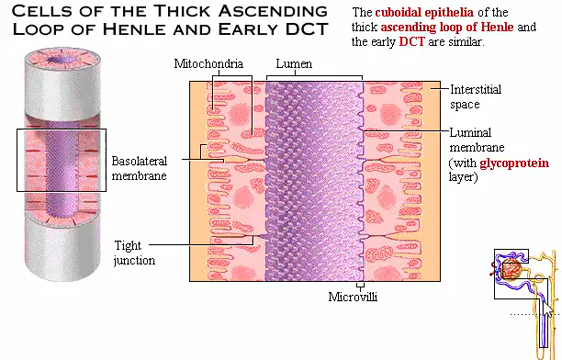 CELLS OF THE THICK ASCENDING
LOOP OF HENLE AND EARLY DCT
The cuboidal epithelia of the
thick ascending loop of Henle and
the early DCT are similar.
Mitochondria
Lumen
Interstitial
space
Luminal
membrane
(with glycoprotein
layer)
Basolateral
membrane
Tight
junction
Microvilli